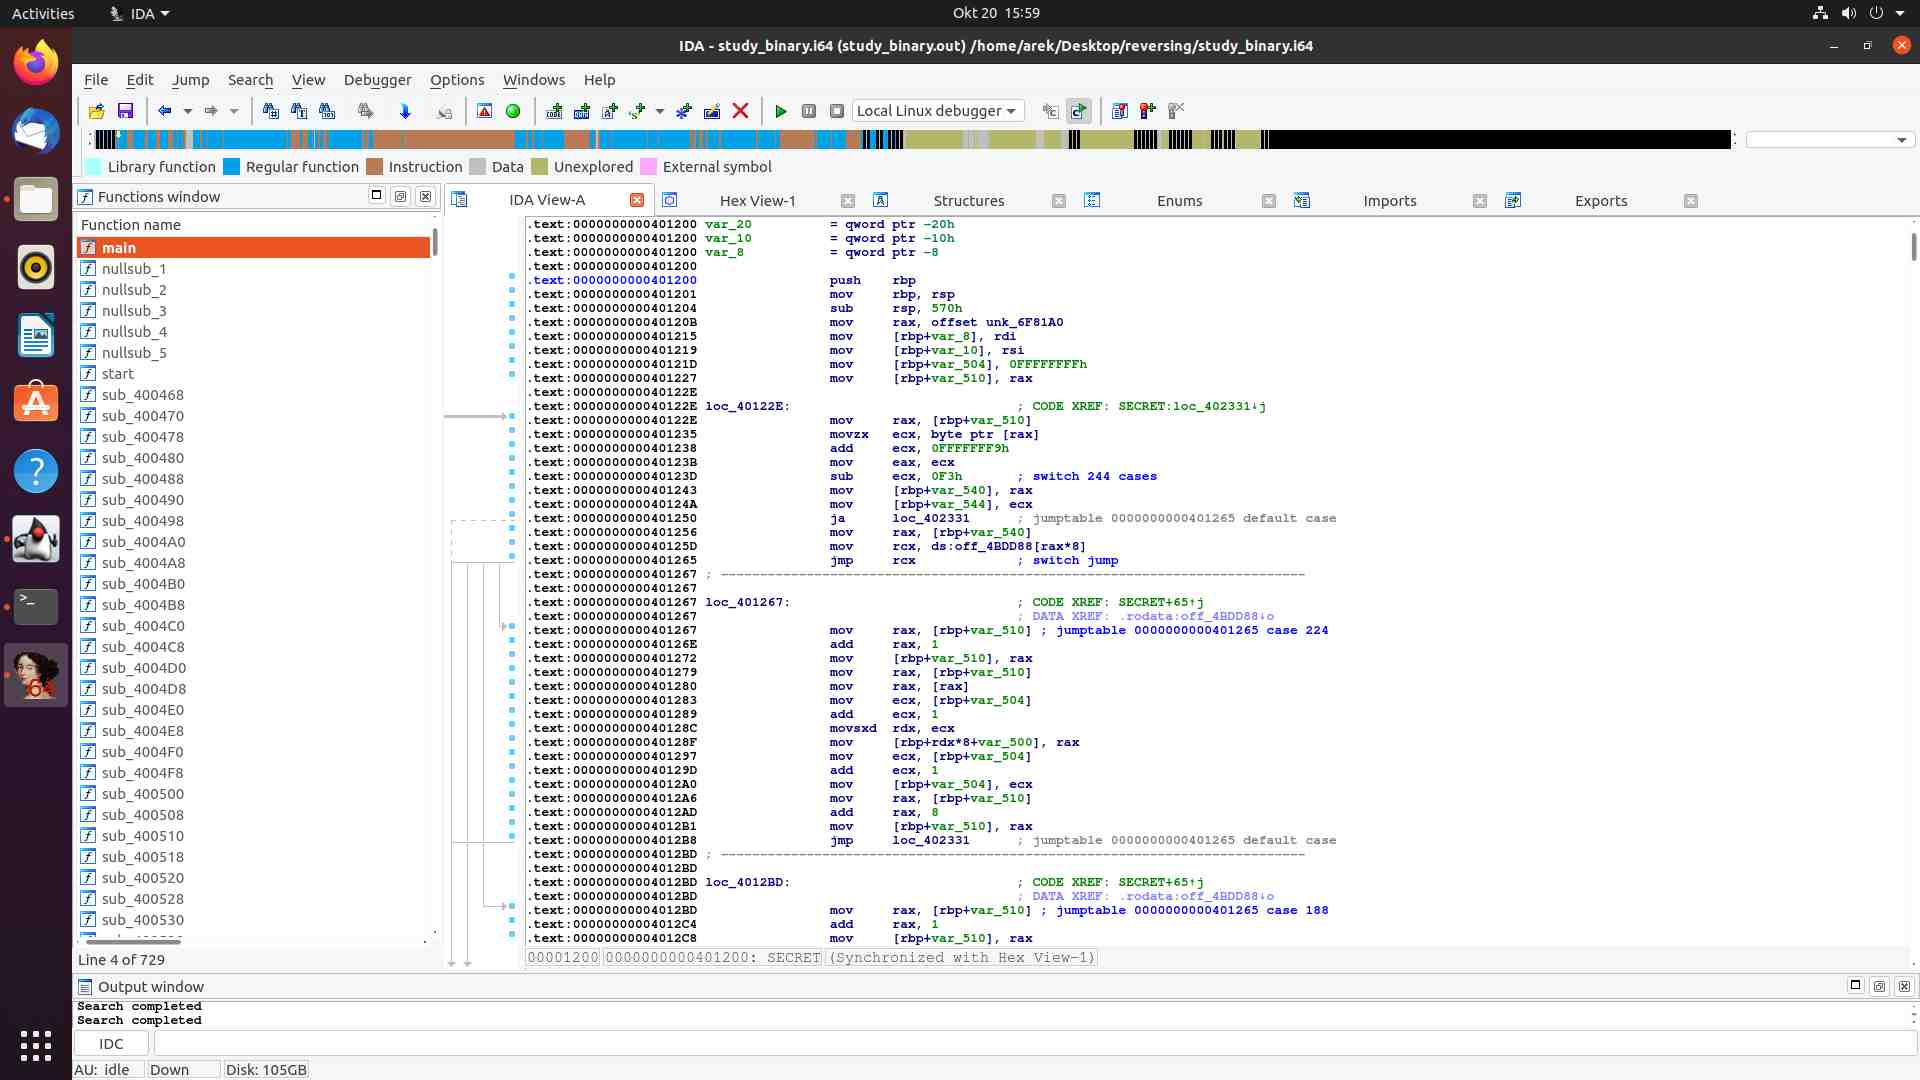 Activities IDA Okt 20 15:59
IDA - study_binary.i64 (study_binary.out) /home/arek/Desktop/reversing/study_binary.i64
File Edit Jump Search View Debugger Options Windows Help
Local Linux debugger
Library function Regular function Instruction Data Unexplored External symbol
Functions window
Function name
main
nullsub_1
nullsub_2
nullsub_3
nullsub_4
nullsub_5
start
sub_400468
sub_400470
sub_400478
sub_400480
sub_400488
sub_400490
sub_400498
sub_4004A0
sub_4004A8
sub_4004B0
sub_4004B8
sub_4004C0
sub_4004C8
sub_4004D0
sub_4004D8
sub_4004E0
sub_4004E8
sub_4004F0
sub_4004F8
sub_400500
sub_400508
sub_400510
sub_400518
sub_400520
sub_400528
sub_400530
Line 4 of 729
IDA View-A Hex View-1 Structures Enums Imports Exports
.text:0000000000401200 var_20 = qword ptr -20h
.text:0000000000401200 var_10 = qword ptr -10h
.text:0000000000401200 var_8 = qword ptr -8
.text:0000000000401200
.text:0000000000401200 push rbp
.text:0000000000401201 mov rbp, rsp
.text:0000000000401204 sub rsp, 570h
.text:000000000040120B mov rax, offset unk_6F81A0
.text:0000000000401215 mov [rbp+var_8], rdi
.text:0000000000401219 mov [rbp+var_10], rsi
.text:000000000040121D mov [rbp+var_504], 0FFFFFFFFh
.text:0000000000401227 mov [rbp+var_510], rax
.text:000000000040122E
.text:000000000040122E loc_40122E: ; CODE XREF: SECRET:loc_402331↓j
.text:000000000040122E mov rax, [rbp+var_510]
.text:0000000000401235 movzx ecx, byte ptr [rax]
.text:0000000000401238 add ecx, 0FFFFFFF9h
.text:000000000040123B mov eax, ecx
.text:000000000040123D sub ecx, 0F3h ; switch 244 cases
.text:0000000000401243 mov [rbp+var_540], rax
.text:000000000040124A mov [rbp+var_544], ecx
.text:0000000000401250 ja loc_402331 ; jumptable 0000000000401265 default case
.text:0000000000401256 mov rax, [rbp+var_540]
.text:000000000040125D mov rcx, ds:off_4BDD88[rax*8]
.text:0000000000401265 jmp rcx ; switch jump
.text:0000000000401267 ; ---------------------------------------------------------------------------
.text:0000000000401267
.text:0000000000401267 loc_401267: ; CODE XREF: SECRET+65↑j
.text:0000000000401267 ; DATA XREF: .rodata:off_4BDD88↓o
.text:0000000000401267 mov rax, [rbp+var_510] ; jumptable 0000000000401265 case 224
.text:000000000040126E add rax, 1
.text:0000000000401272 mov [rbp+var_510], rax
.text:0000000000401279 mov rax, [rbp+var_510]
.text:0000000000401280 mov rax, [rax]
.text:0000000000401283 mov ecx, [rbp+var_504]
.text:0000000000401289 add ecx, 1
.text:000000000040128C movsxd rdx, ecx
.text:000000000040128F mov [rbp+rdx*8+var_500], rax
.text:0000000000401297 mov ecx, [rbp+var_504]
.text:000000000040129D add ecx, 1
.text:00000000004012A0 mov [rbp+var_504], ecx
.text:00000000004012A6 mov rax, [rbp+var_510]
.text:00000000004012AD add rax, 8
.text:00000000004012B1 mov [rbp+var_510], rax
.text:00000000004012B8 jmp loc_402331 ; jumptable 0000000000401265 default case
.text:00000000004012BD ; ---------------------------------------------------------------------------
.text:00000000004012BD
.text:00000000004012BD loc_4012BD: ; CODE XREF: SECRET+65↑j
.text:00000000004012BD ; DATA XREF: .rodata:off_4BDD88↓o
.text:00000000004012BD mov rax, [rbp+var_510] ; jumptable 0000000000401265 case 188
.text:00000000004012C4 add rax, 1
.text:00000000004012C8 mov [rbp+var_510], rax
00001200 0000000000401200: SECRET (Synchronized with Hex View-1)
Output window
Search completed
Search completed
IDC
AU: idle Down Disk: 105GB